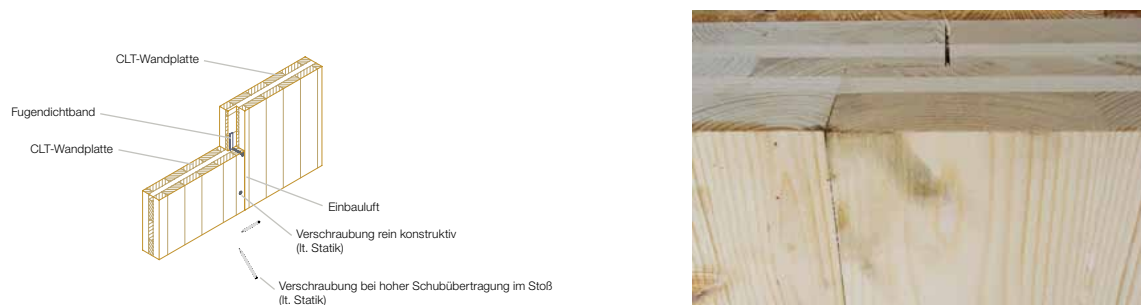 CLT-Wandplatte
Fugendichtband
CLT-Wandplatte
Einbauluft
Verschraubung rein konstruktiv
(lt. Statik)
Verschraubung bei hoher Schubübertragung im Stoß
(lt. Statik)